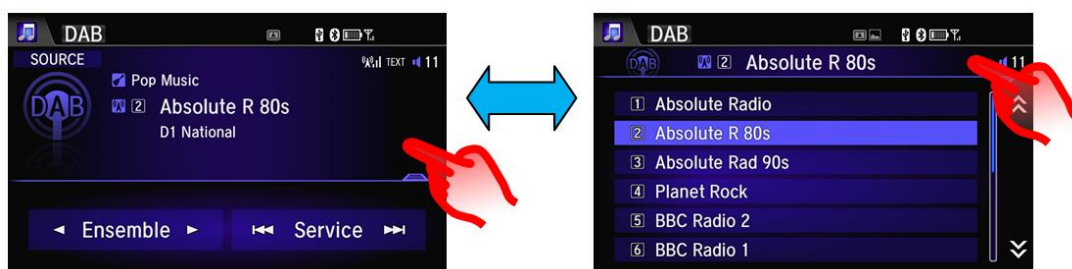 DAB
SOURCE
TEXT 11
Pop Music
DAB
2 Absolute R 80s
D1 National
◄ Ensemble ►
⏮ Service ⏭
DAB
DAB
2 Absolute R 80s
11
1 Absolute Radio
2 Absolute R 80s
3 Absolute Rad 90s
4 Planet Rock
5 BBC Radio 2
6 BBC Radio 1